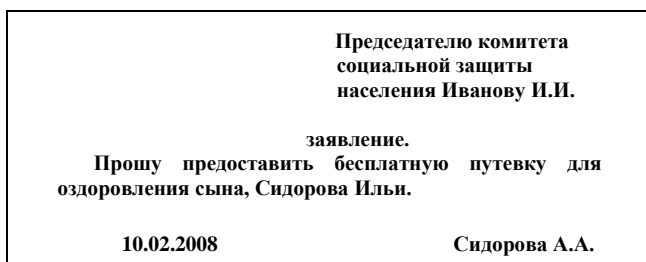 Председателю комитета
социальной защиты
населения Иванову И.И.
заявление.
Прошу предоставить бесплатную путевку для
оздоровления сына, Сидорова Ильи.
10.02.2008 Сидорова А.А.